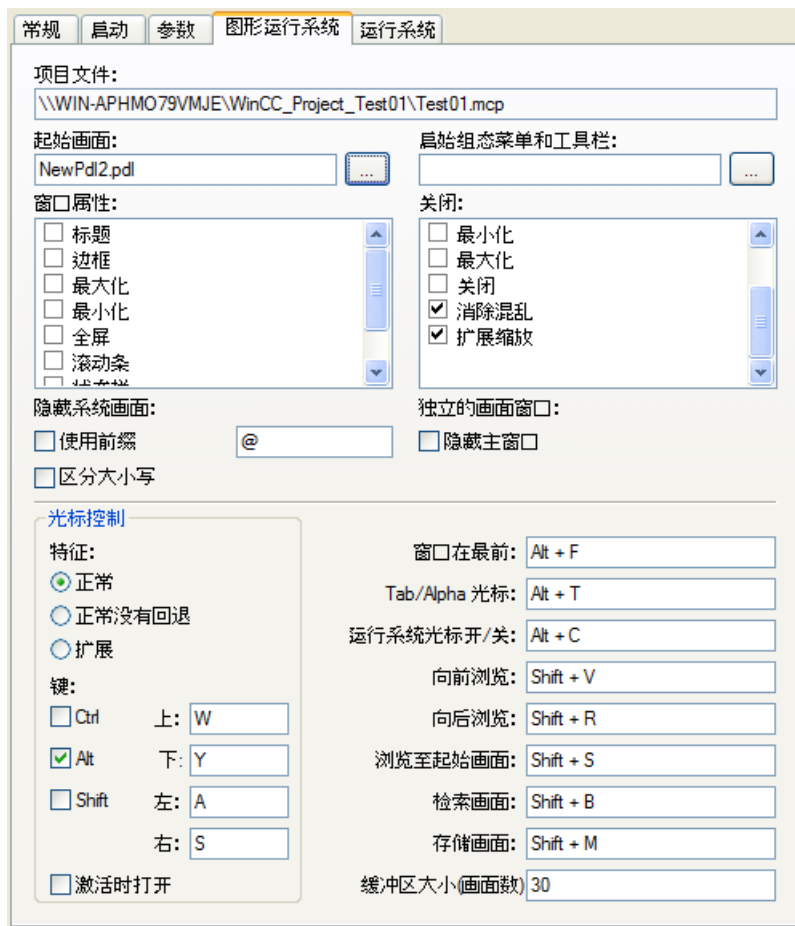 常规 启动 参数 图形运行系统 运行系统
项目文件:
\\WIN-APHMO79VMJE\WinCC_Project_Test01\Test01.mcp
起始画面: 启始组态菜单和工具栏:
NewPdl2.pdl ... ...
窗口属性: 关闭:
标题 最小化
边框 最大化
最大化 关闭
最小化 消除混乱
全屏 扩展缩放
滚动条
隐藏系统画面: 独立的画面窗口:
使用前缀 @ 隐藏主窗口
区分大小写
光标控制
特征:
正常
正常没有回退
扩展
键:
Ctrl 上: W
Alt 下: Y
Shift 左: A
右: S
激活时打开
窗口在最前: Alt + F
Tab/Alpha 光标: Alt + T
运行系统光标开/关: Alt + C
向前浏览: Shift + V
向后浏览: Shift + R
浏览至起始画面: Shift + S
检索画面: Shift + B
存储画面: Shift + M
缓冲区大小(画面数) 30